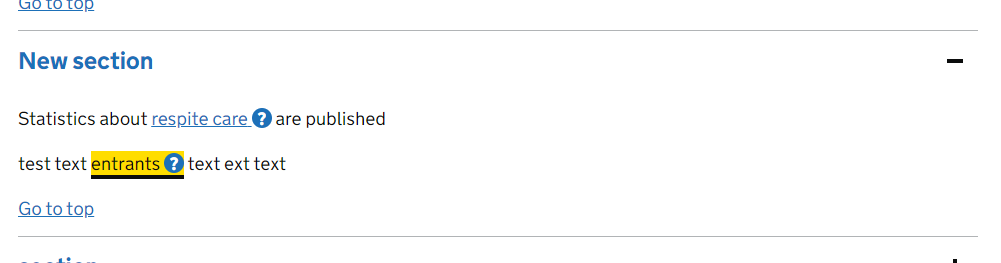 Go to top
New section
Statistics about respite care ? are published
test text entrants ? text ext text
Go to top
section